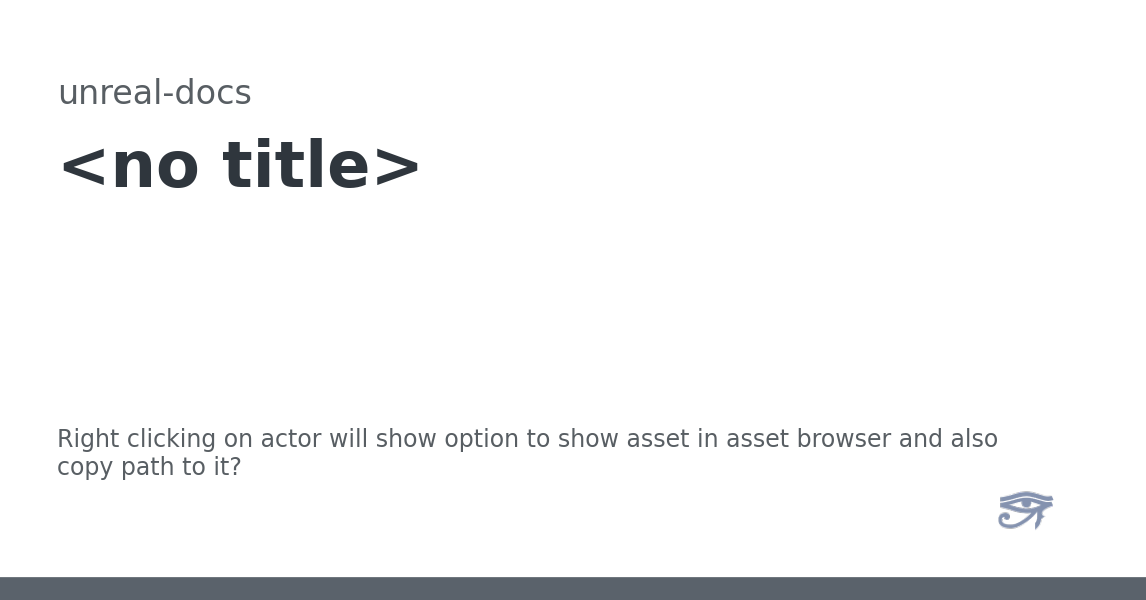 unreal-docs
<no title>
Right clicking on actor will show option to show asset in asset browser and also
copy path to it?